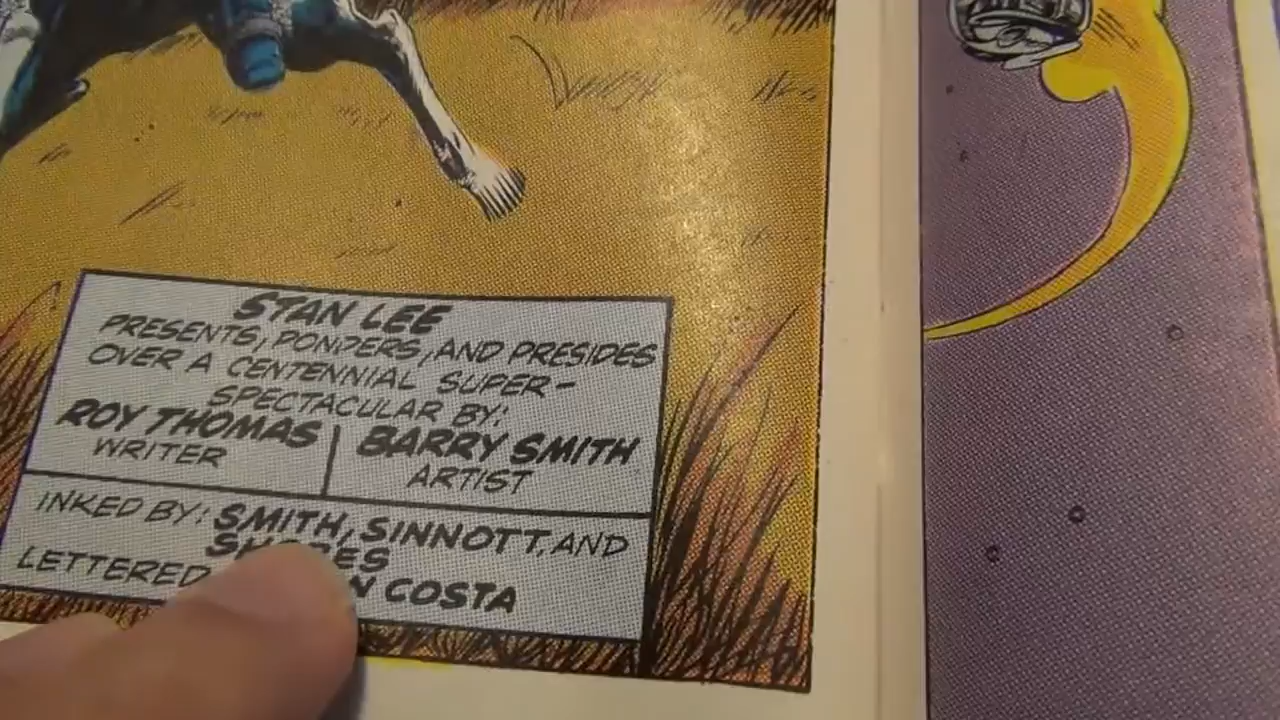 STAN LEE
PRESENTS, PONDERS, AND PRESIDES
OVER A CENTENNIAL SUPER-
SPECTACULAR BY:
ROY THOMAS
WRITER
BARRY SMITH
ARTIST
INKED BY: SMITH, SINNOTT, AND
LETTERED COSTA